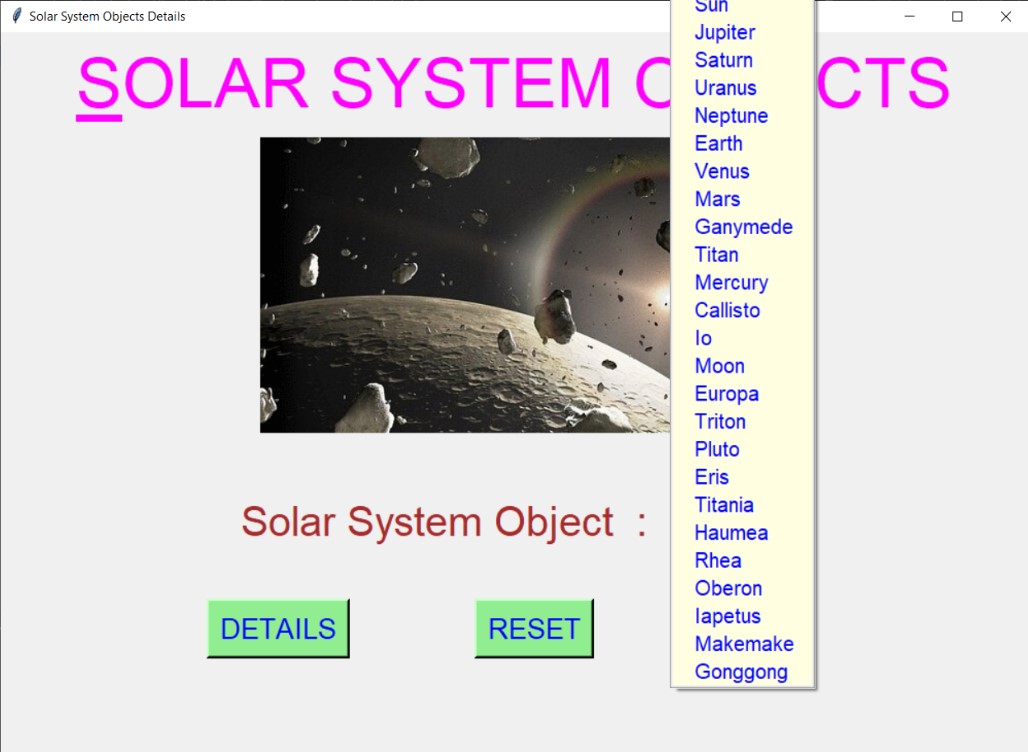 Solar System Objects Details
SOLAR SYSTEM O CTS
Sun
Jupiter
Saturn
Uranus
Neptune
Earth
Venus
Mars
Ganymede
Titan
Mercury
Callisto
Io
Moon
Europa
Triton
Pluto
Eris
Titania
Haumea
Rhea
Oberon
Iapetus
Makemake
Gonggong
Solar System Object :
DETAILS
RESET